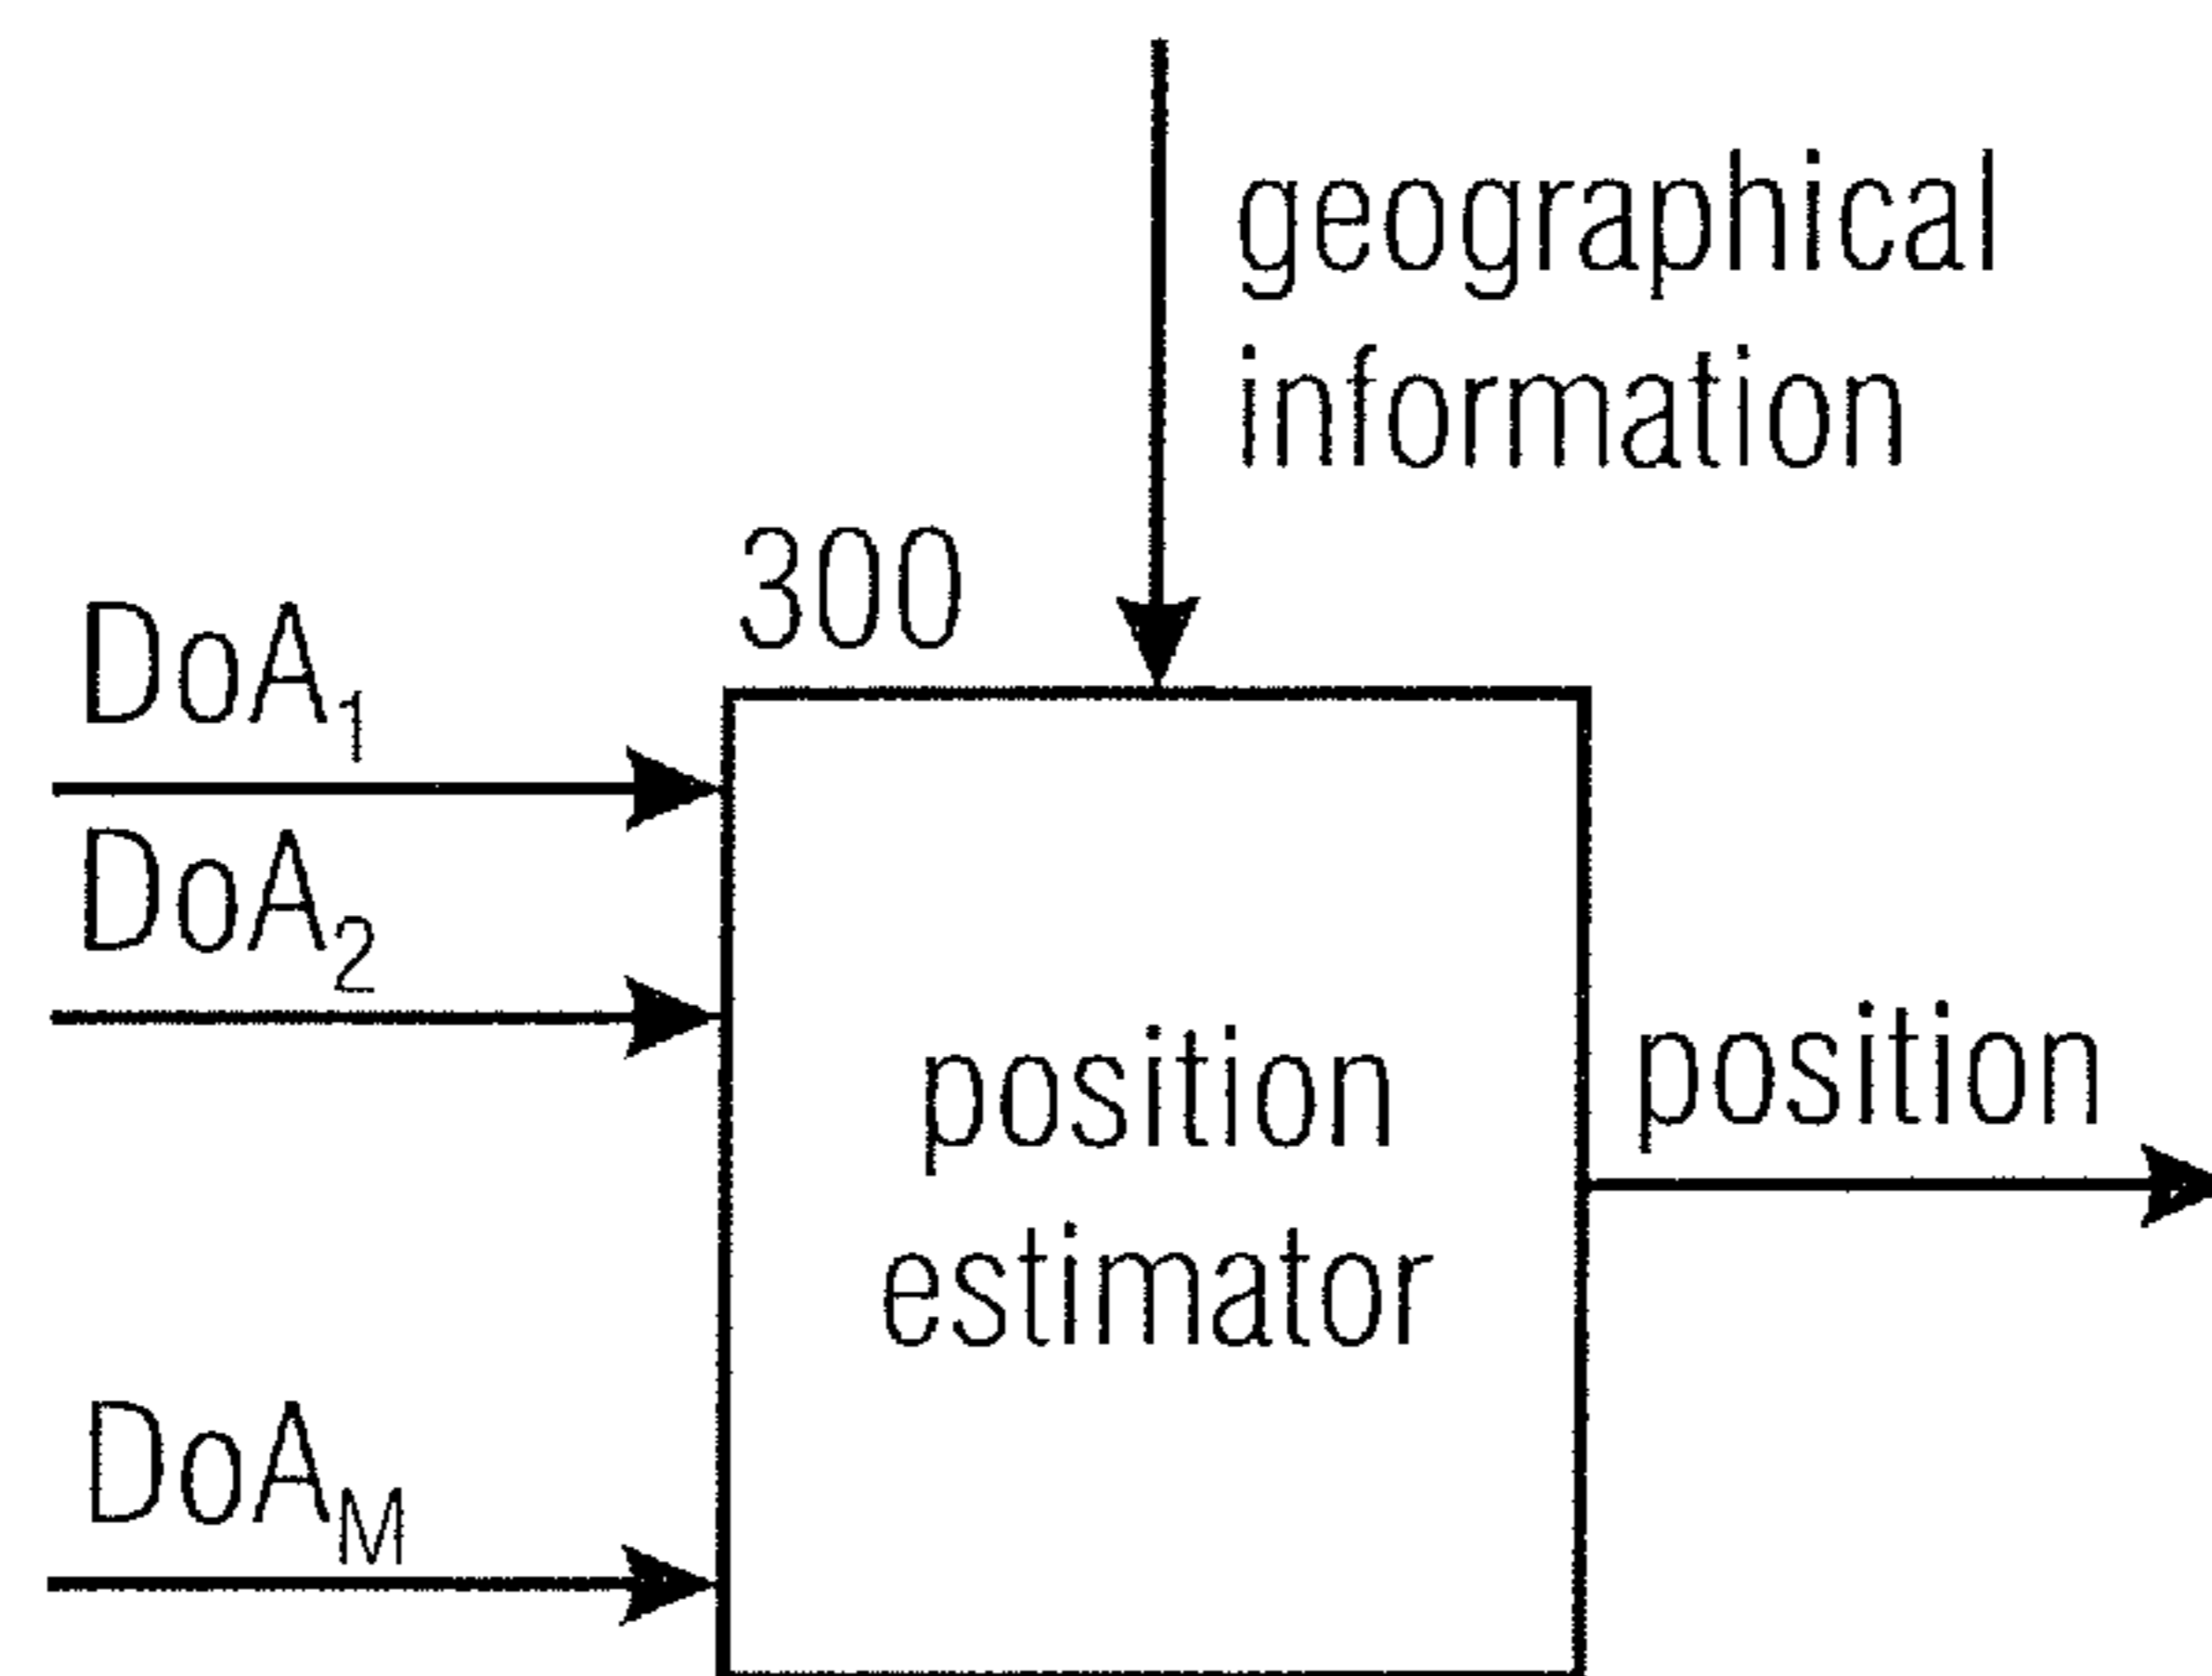 geographical
information
300
DoA₁
DoA₂
position
estimator
position
DoAM